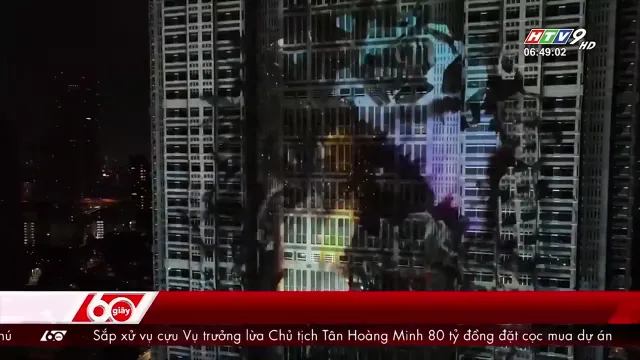 HTV9 HD
06:49:02
60 giây
hú 60 Sắp xử vụ cựu Vụ trưởng lừa Chủ tịch Tân Hoàng Minh 80 tỷ đồng đặt cọc mua dự án